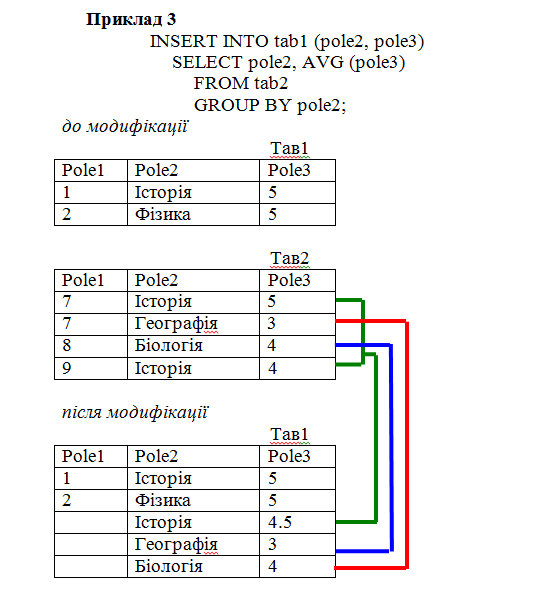 Приклад 3
INSERT INTO tab1 (pole2, pole3)
SELECT pole2, AVG (pole3)
FROM tab2
GROUP BY pole2;
до модифікації
Тав1
Pole1 Pole2 Pole3
1 Історія 5
2 Фізика 5
Тав2
Pole1 Pole2 Pole3
7 Історія 5
7 Географія 3
8 Біологія 4
9 Історія 4
після модифікації
Тав1
Pole1 Pole2 Pole3
1 Історія 5
2 Фізика 5
Історія 4.5
Географія 3
Біологія 4